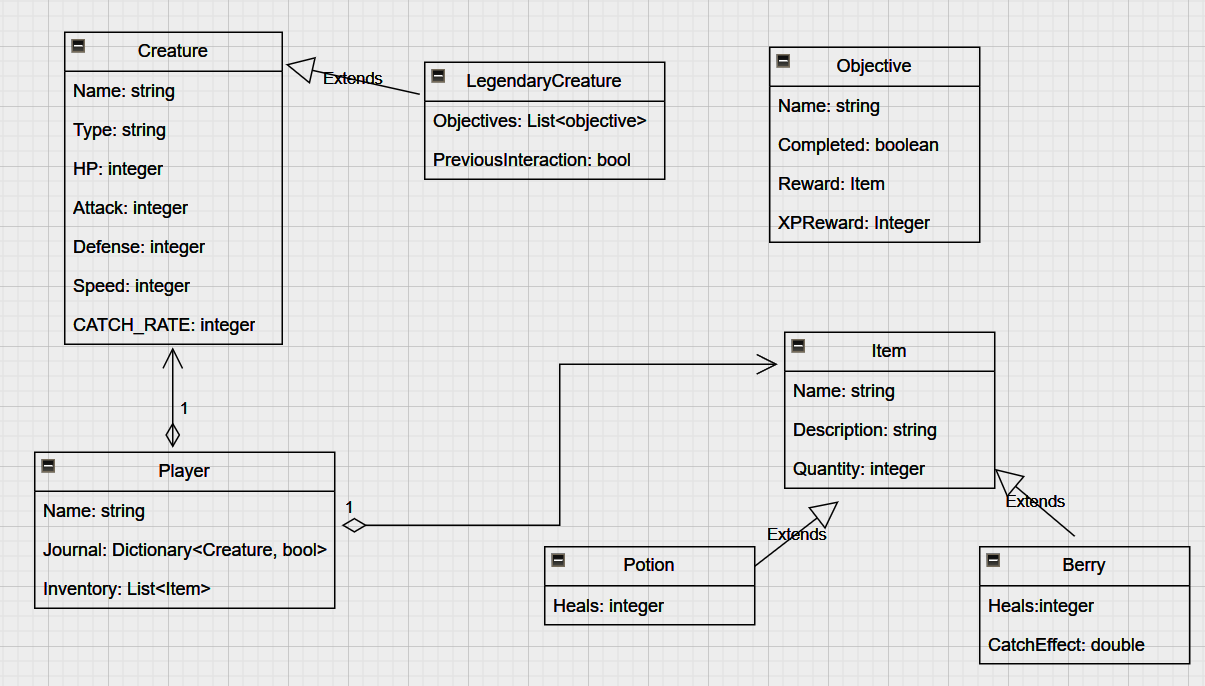 Creature
Name: string
Type: string
HP: integer
Attack: integer
Defense: integer
Speed: integer
CATCH_RATE: integer
Extends
LegendaryCreature
Objectives: List<objective>
PreviousInteraction: bool
Objective
Name: string
Completed: boolean
Reward: Item
XPReward: Integer
1
Player
Name: string
Journal: Dictionary<Creature, bool>
Inventory: List<Item>
1
Item
Name: string
Description: string
Quantity: integer
Extends
Extends
Potion
Heals: integer
Berry
Heals:integer
CatchEffect: double